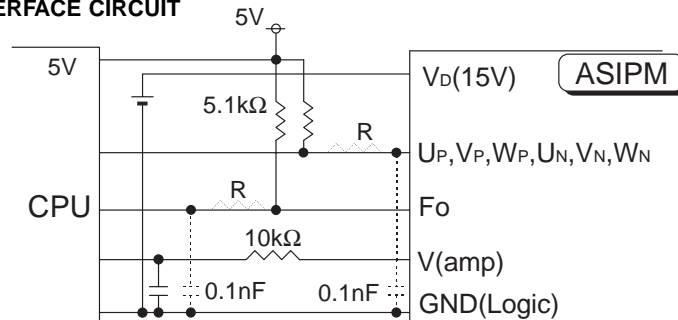 ERFACE CIRCUIT
5V
5V
VD(15V)
ASIPM
5.1kΩ
R
UP,VP,WP,UN,VN,WN
R
CPU
Fo
10kΩ
V(amp)
0.1nF
0.1nF
GND(Logic)